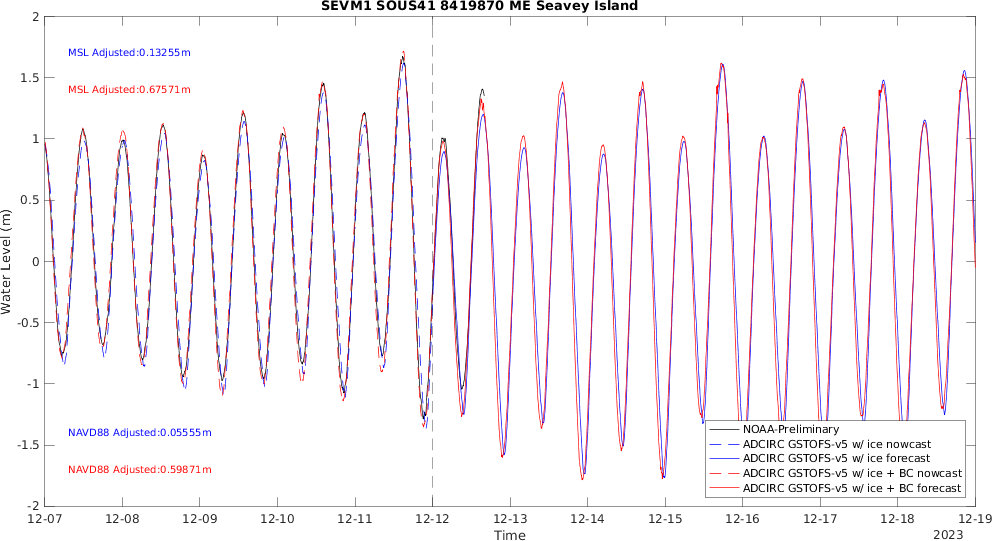 SEVM1 SOUS41 8419870 ME Seavey Island
2
1.5
1
0.5
0
-0.5
-1
-1.5
-2
Water Level (m)
MSL Adjusted:0.13255m
MSL Adjusted:0.67571m
NAVD88 Adjusted:0.05555m
NAVD88 Adjusted:0.59871m
NOAA-Preliminary
ADCIRC GSTOFS-v5 w/ ice nowcast
ADCIRC GSTOFS-v5 w/ ice forecast
ADCIRC GSTOFS-v5 w/ ice + BC nowcast
ADCIRC GSTOFS-v5 w/ ice + BC forecast
12-07 12-08 12-09 12-10 12-11 12-12 12-13 12-14 12-15 12-16 12-17 12-18 12-19
Time
2023